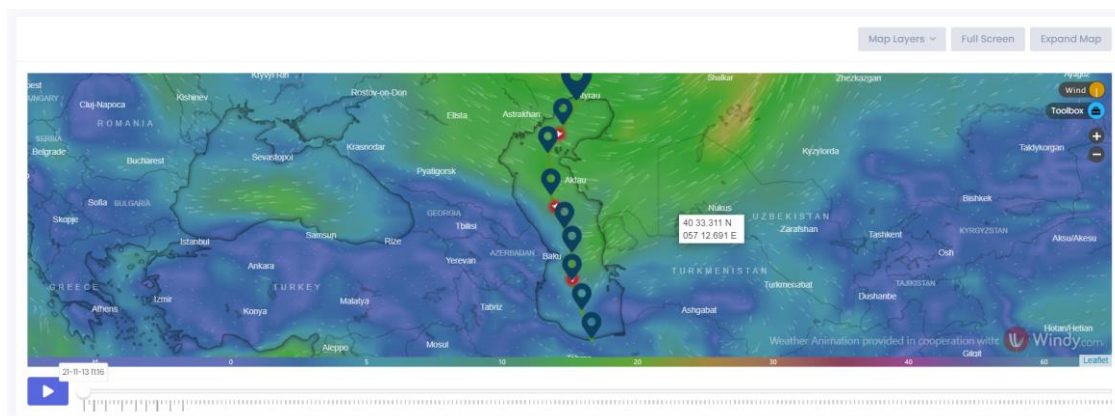 Map Layers
Full Screen
Expand Map
Kryvyi Rih
Shalkar
Zhezkazgan
Rostov-on-Don
Kishinev
Cluj-Napoca
Astrakhan
Elista
Wind
Toolbox
ROMANIA
Belgrade
Bucharest
Sevastopol
Krasnodar
Kyzylorda
Taldykorgan
Pyatigorsk
Aktau
Sofia
BULGARIA
Skopje
GEORGIA
Tbilisi
Nukus
UZBEKISTAN
Bishkek
40 33.311 N
057 12.691 E
Zarafshan
Tashkent
KYRGYZSTAN
Aksu/Akesu
Istanbul
Samsun
Rize
Yerevan
AZERBAIJAN
Baku
Osh
Ankara
TURKMENISTAN
GREECE
TURKEY
Turkmenabat
TAJIKISTAN
Athens
Izmir
Konya
Malatya
Tabriz
Ashgabat
Dushanbe
Aleppo
Mosul
Hotan/Hetian
Weather Animation provided in cooperation with:
Windy.com
Gilgit
0 5 10 20 30 40 60
Leaflet
21-11-13 11:16